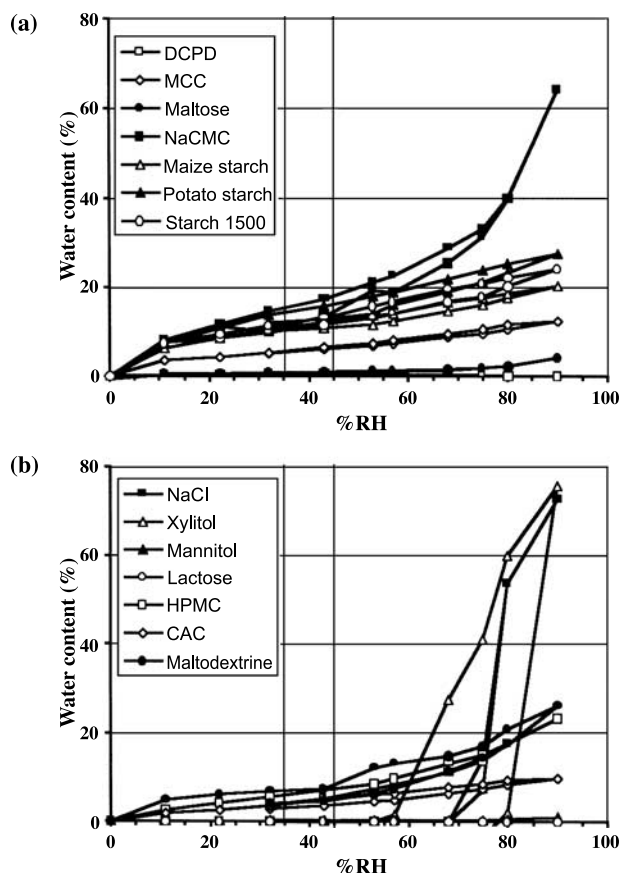 (a)
Water content (%)
80
60
40
20
0
DCPD
MCC
Maltose
NaCMC
Maize starch
Potato starch
Starch 1500
0 20 40 60 80 100
%RH
(b)
Water content (%)
80
60
40
20
0
NaCl
Xylitol
Mannitol
Lactose
HPMC
CAC
Maltodextrine
0 20 40 60 80 100
%RH